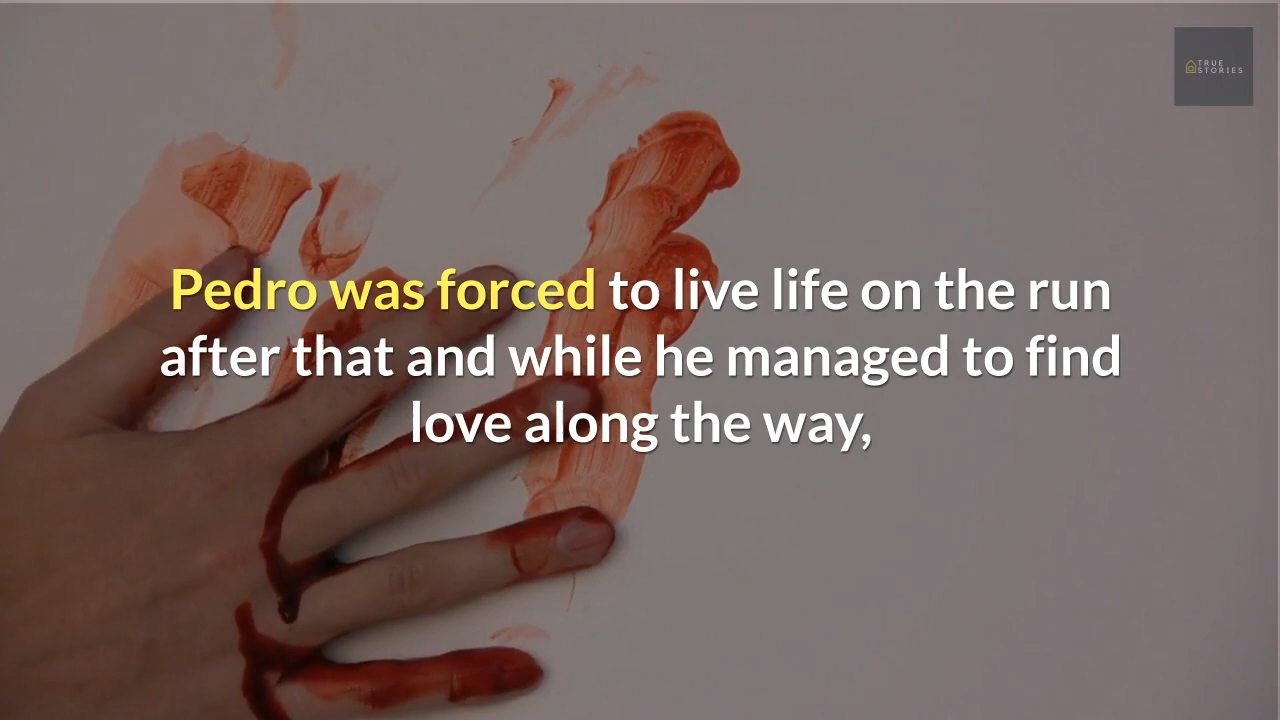 TRUE
STORIES
Pedro was forced to live life on the run
after that and while he managed to find
love along the way,